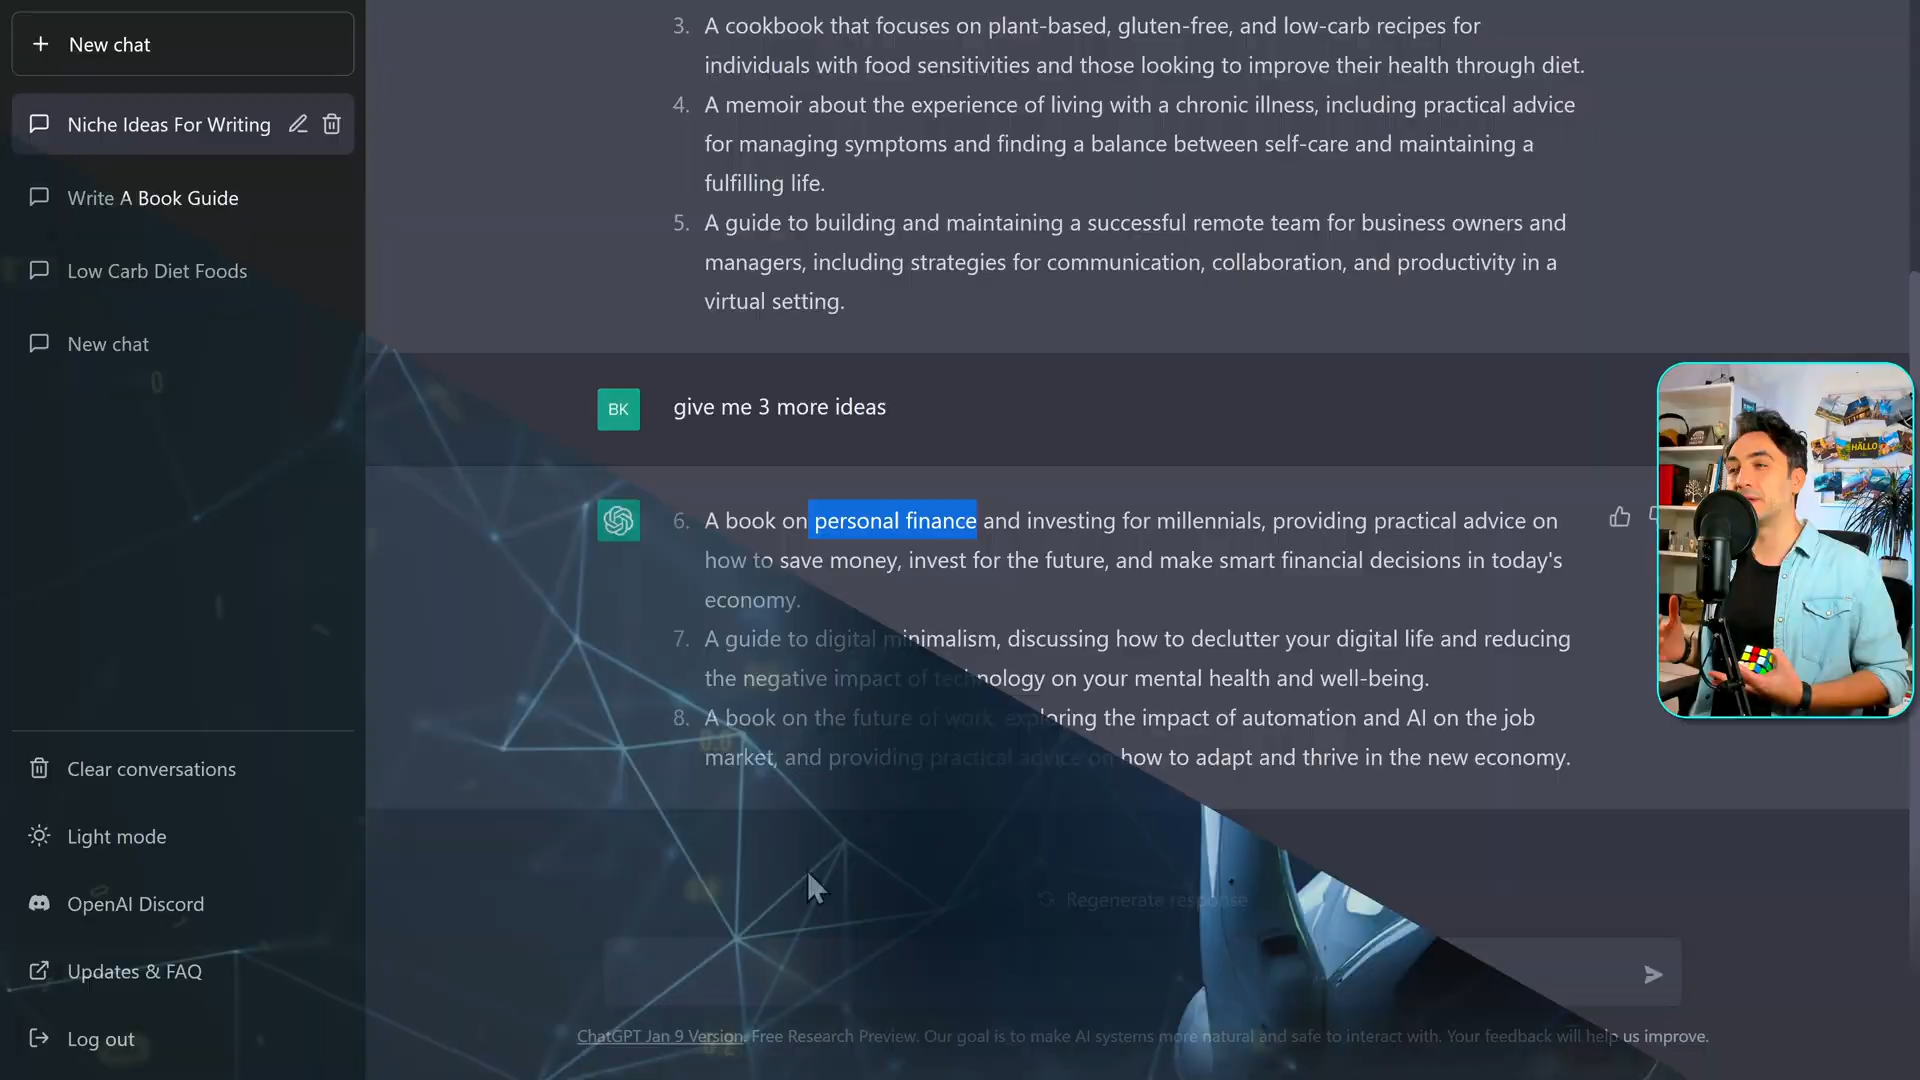 New chat
Niche Ideas For Writing
Write A Book Guide
Low Carb Diet Foods
New chat
Clear conversations
Light mode
OpenAI Discord
Updates & FAQ
Log out
3. A cookbook that focuses on plant-based, gluten-free, and low-carb recipes for
individuals with food sensitivities and those looking to improve their health through diet.
4. A memoir about the experience of living with a chronic illness, including practical advice
for managing symptoms and finding a balance between self-care and maintaining a
fulfilling life.
5. A guide to building and maintaining a successful remote team for business owners and
managers, including strategies for communication, collaboration, and productivity in a
virtual setting.
BK
give me 3 more ideas
6. A book on personal finance and investing for millennials, providing practical advice on
how to save money, invest for the future, and make smart financial decisions in today's
economy.
7. A guide to digital minimalism, discussing how to declutter your digital life and reducing
the negative impact of technology on your mental health and well-being.
8. A book on the future of work, exploring the impact of automation and AI on the job
market, and providing practical advice on how to adapt and thrive in the new economy.
Regenerate response
ChatGPT Jan 9 Version. Free Research Preview. Our goal is to make AI systems more natural and safe to interact with. Your feedback will help us improve.
HALLO